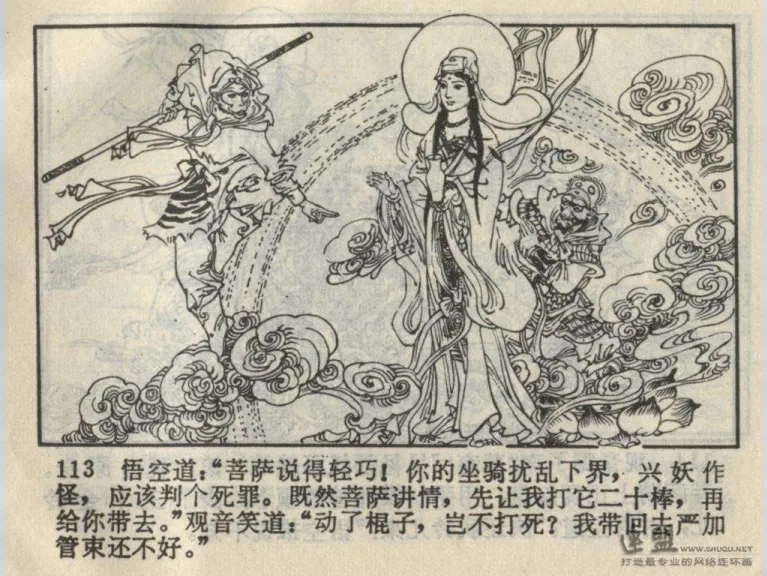 113 悟空道：“菩萨说得轻巧！你的坐骑扰乱下界，兴妖作
怪，应该判个死罪。既然菩萨讲情，先让我打它二十棒，再
给你带去。”观音笑道：“动了棍子，岂不打死？我带回去严加
管束还不好。”
WWW.SHUQU.NET
打造最专业的网络连环画